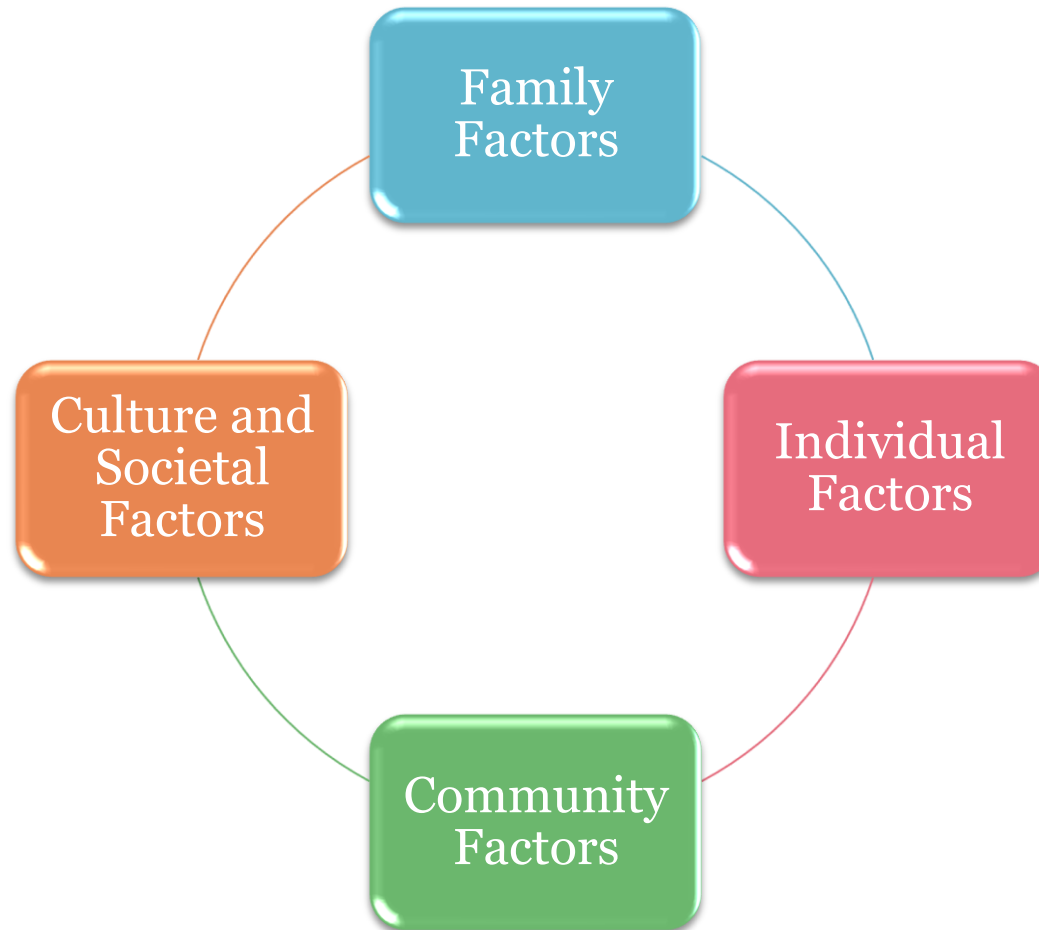 Family
Factors
Individual
Factors
Community
Factors
Culture and
Societal
Factors